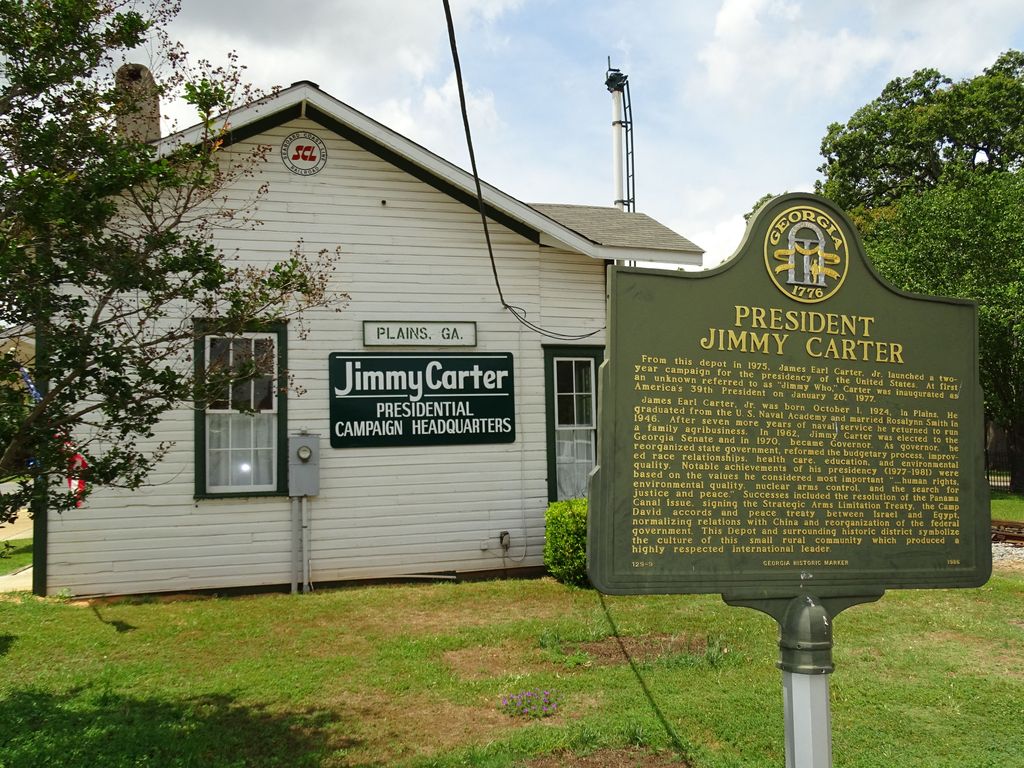 SEABOARD COAST LINE
SCL
RAILROAD
PLAINS, GA.
Jimmy Carter
PRESIDENTIAL
CAMPAIGN HEADQUARTERS
GEORGIA
1776
PRESIDENT
JIMMY CARTER
From this depot in 1975, James Earl Carter, Jr. launched a two-
year campaign for the presidency of the United States. At first
an unknown referred to as "Jimmy Who," Carter was inaugurated as
America's 39th President on January 20, 1977.
James Earl Carter, Jr. was born October 1, 1924, in Plains. He
graduated from the U.S. Naval Academy and married Rosalynn Smith in
1946. After seven more years of naval service he returned to run
a family agribusiness. In 1962, Jimmy Carter was elected to the
Georgia Senate and in 1970, became Governor. As governor, he
reorganized state government, reformed the budgetary process, improv-
ed race relationships, health care, education, and environmental
quality. Notable achievements of his presidency (1977-1981) were
based on the values he considered most important "...human rights,
environmental quality, nuclear arms control, and the search for
justice and peace." Successes included the resolution of the Panama
Canal Issue, signing the Strategic Arms Limitation Treaty, the Camp
David accords and peace treaty between Israel and Egypt,
normalizing relations with China and reorganization of the federal
government. This Depot and surrounding historic district symbolize
the culture of this small rural community which produced a
highly respected international leader.
129-9 GEORGIA HISTORIC MARKER 1986